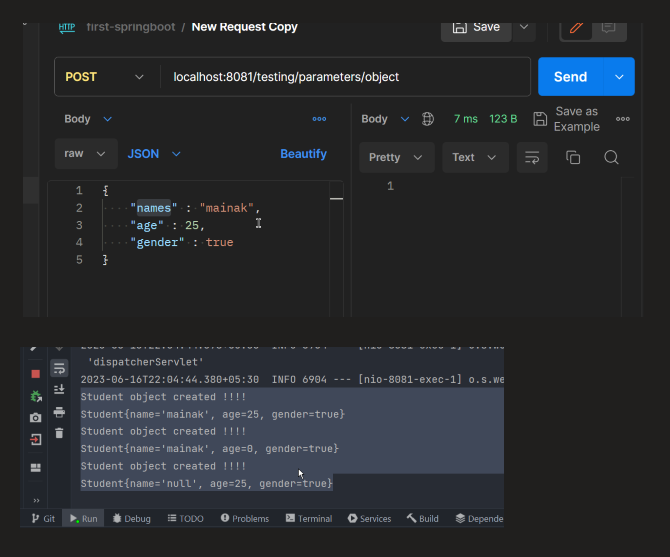 HTTP first-springboot / New Request Copy Save
POST localhost:8081/testing/parameters/object Send
Body Body 7 ms 123 B Save as Example
raw JSON Beautify Pretty Text
1 {
2 "names" : "mainak",
3 "age" : 25,
4 "gender" : true
5 }
1
'dispatcherServlet'
2023-06-16T22:04:44.380+05:30 INFO 6904 --- [nio-8081-exec-1] o.s.we
Student object created !!!!
Student{name='mainak', age=25, gender=true}
Student object created !!!!
Student{name='mainak', age=0, gender=true}
Student object created !!!!
Student{name='null', age=25, gender=true}
Git Run Debug TODO Problems Terminal Services Build Depende